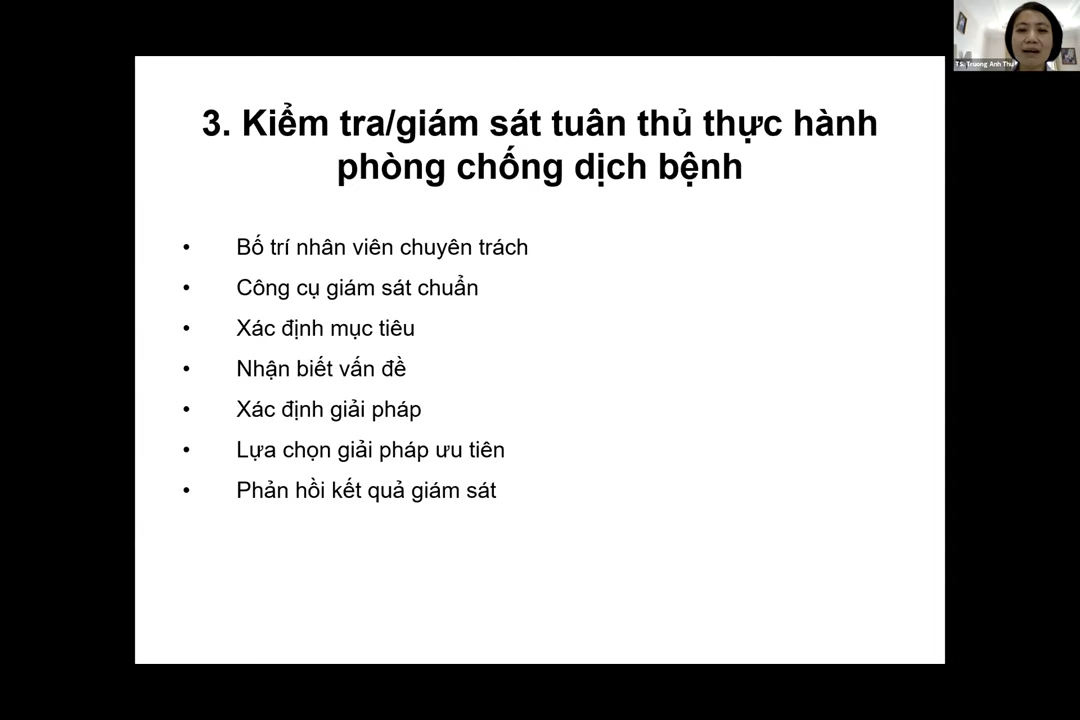 TS. Trương Anh Thư
3. Kiểm tra/giám sát tuân thủ thực hành
phòng chống dịch bệnh
• Bố trí nhân viên chuyên trách
• Công cụ giám sát chuẩn
• Xác định mục tiêu
• Nhận biết vấn đề
• Xác định giải pháp
• Lựa chọn giải pháp ưu tiên
• Phản hồi kết quả giám sát